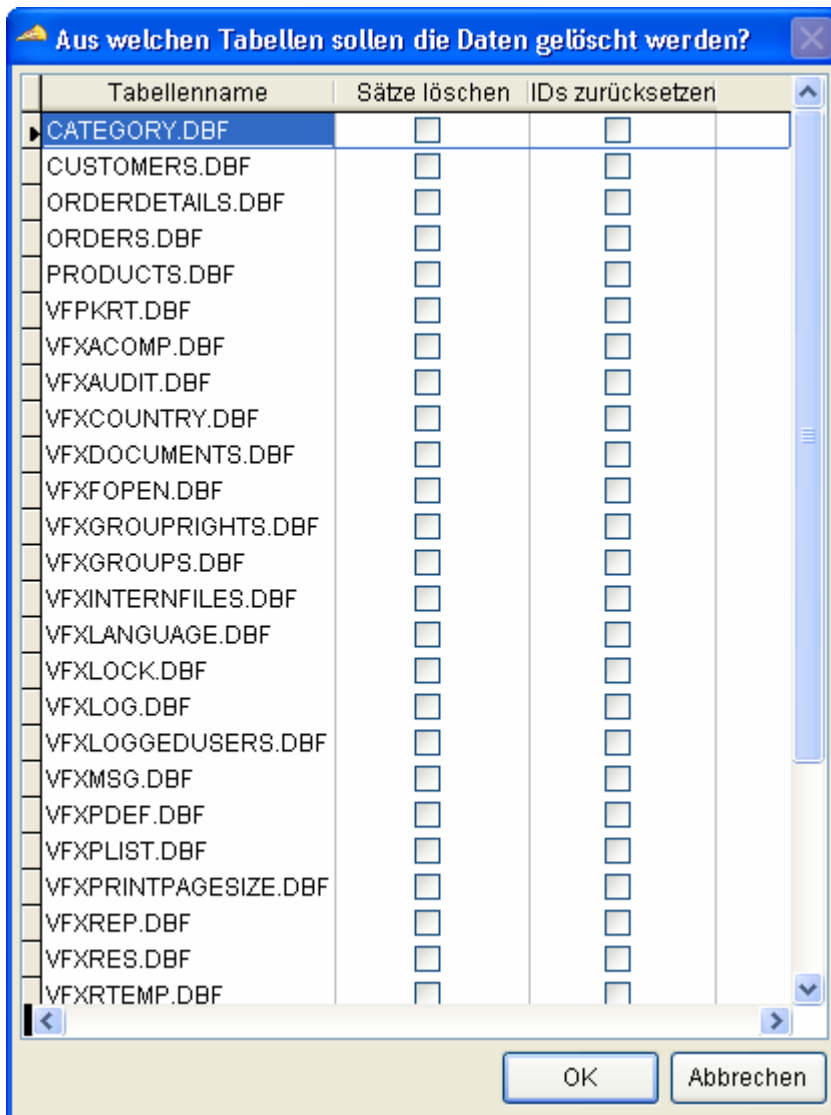 Aus welchen Tabellen sollen die Daten gelöscht werden?
Tabellenname Sätze löschen IDs zurücksetzen
CATEGORY.DBF
CUSTOMERS.DBF
ORDERDETAILS.DBF
ORDERS.DBF
PRODUCTS.DBF
VFPKRT.DBF
VFXACOMP.DBF
VFXAUDIT.DBF
VFXCOUNTRY.DBF
VFXDOCUMENTS.DBF
VFXFOPEN.DBF
VFXGROUPRIGHTS.DBF
VFXGROUPS.DBF
VFXINTERNFILES.DBF
VFXLANGUAGE.DBF
VFXLOCK.DBF
VFXLOG.DBF
VFXLOGGEDUSERS.DBF
VFXMSG.DBF
VFXPDEF.DBF
VFXPLIST.DBF
VFXPRINTPAGESIZE.DBF
VFXREP.DBF
VFXRES.DBF
VFXRTEMP.DBF
OK Abbrechen